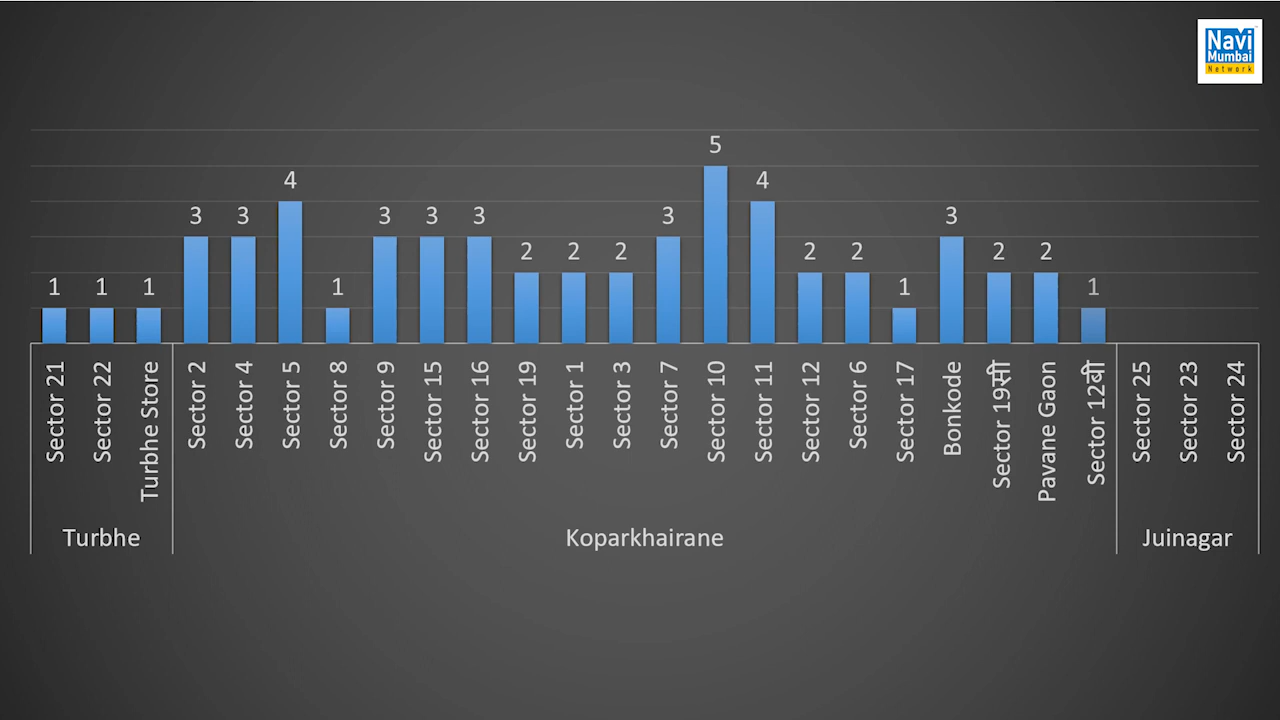 Navi
Mumbai
Network
5
4
4
3
3
3
3
3
3
3
2
2
2
2
2
2
2
1
1
1
1
1
1
Sector 21
Sector 22
Turbhe Store
Sector 2
Sector 4
Sector 5
Sector 8
Sector 9
Sector 15
Sector 16
Sector 19
Sector 1
Sector 3
Sector 7
Sector 10
Sector 11
Sector 12
Sector 6
Sector 17
Bonkode
Sector 19सी
Pavane Gaon
Sector 12बी
Sector 25
Sector 23
Sector 24
Turbhe
Koparkhairane
Juinagar